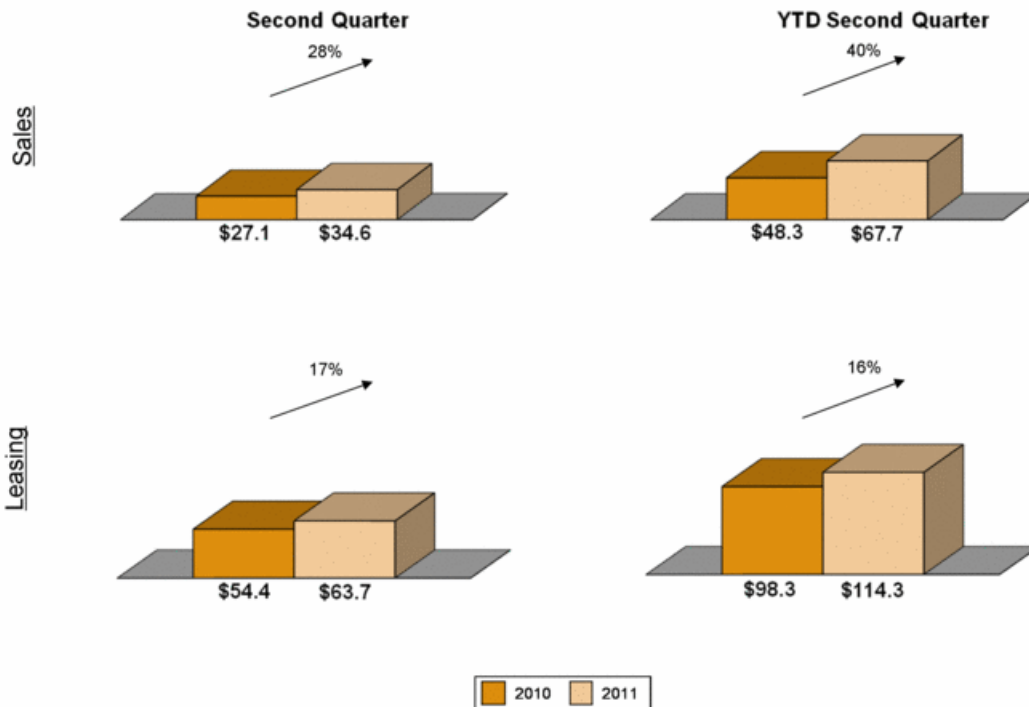 Second Quarter
YTD Second Quarter
Sales
28%
40%
$27.1 $34.6
$48.3 $67.7
Leasing
17%
16%
$54.4 $63.7
$98.3 $114.3
2010 2011